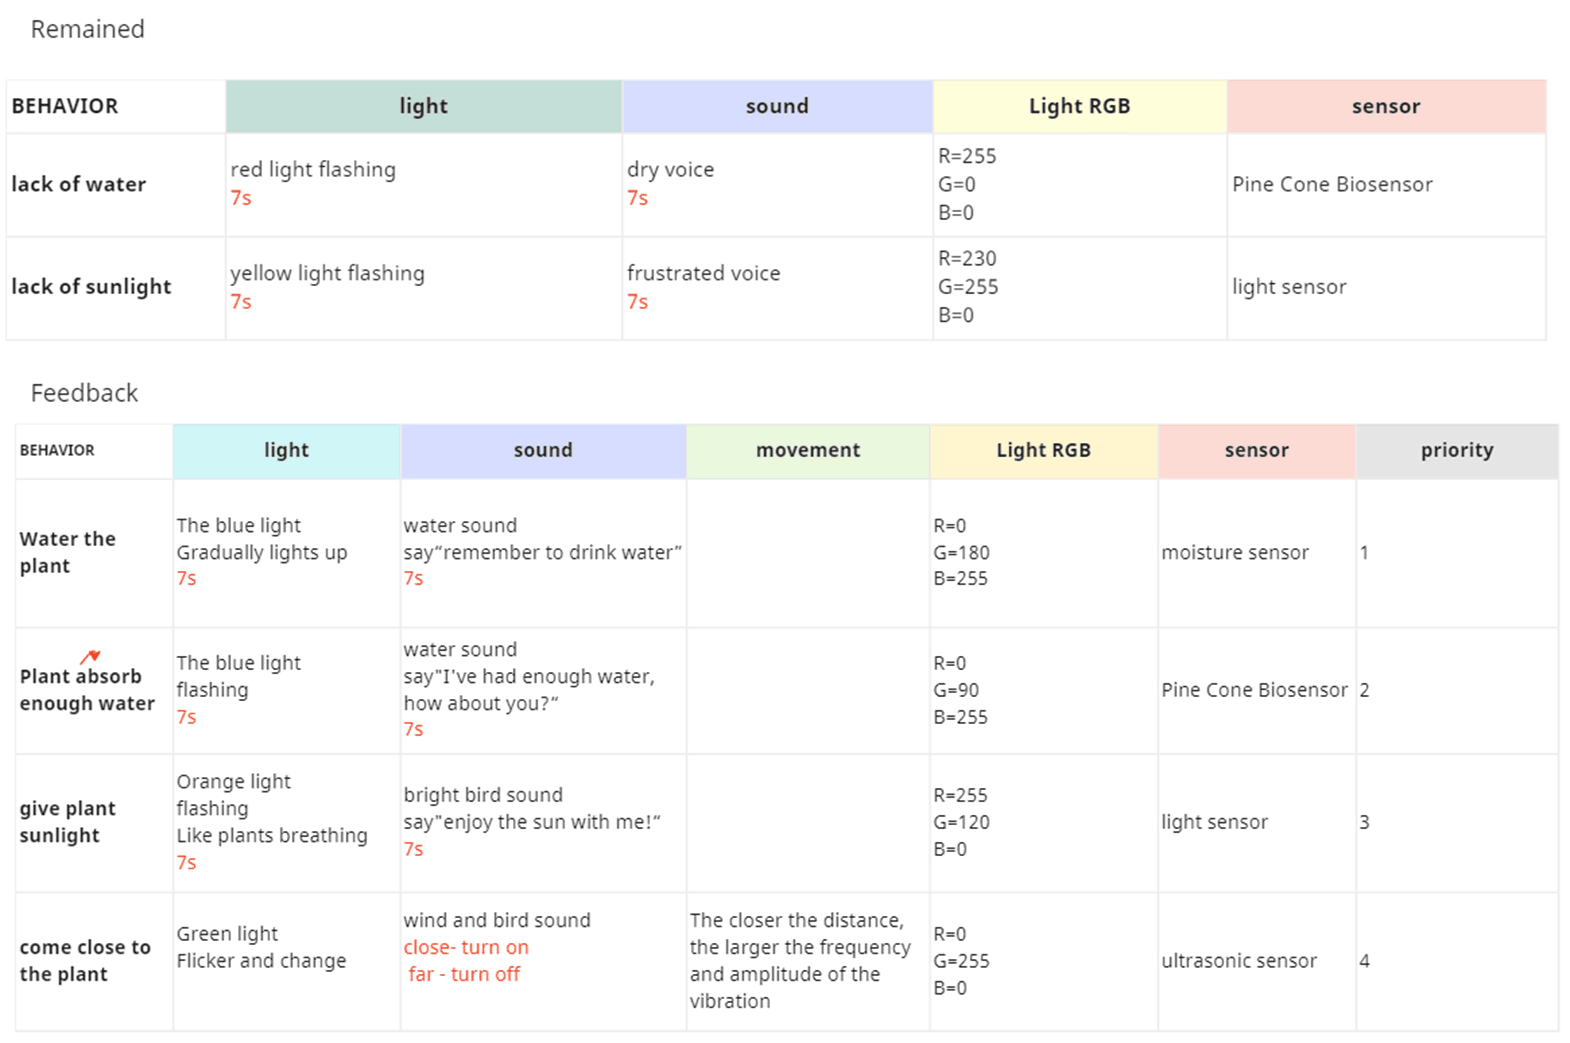 Remained
BEHAVIOR light sound Light RGB sensor
lack of water
red light flashing
7s
dry voice
7s
R=255
G=0
B=0
Pine Cone Biosensor
lack of sunlight
yellow light flashing
7s
frustrated voice
7s
R=230
G=255
B=0
light sensor
Feedback
BEHAVIOR light sound movement Light RGB sensor priority
Water the
plant
The blue light
Gradually lights up
7s
water sound
say“remember to drink water”
7s
R=0
G=180
B=255
moisture sensor
1
Plant absorb
enough water
The blue light
flashing
7s
water sound
say"I've had enough water,
how about you?“
7s
R=0
G=90
B=255
Pine Cone Biosensor
2
give plant
sunlight
Orange light
flashing
Like plants breathing
7s
bright bird sound
say"enjoy the sun with me!“
7s
R=255
G=120
B=0
light sensor
3
come close to
the plant
Green light
Flicker and change
wind and bird sound
close- turn on
far - turn off
The closer the distance,
the larger the frequency
and amplitude of the
vibration
R=0
G=255
B=0
ultrasonic sensor
4